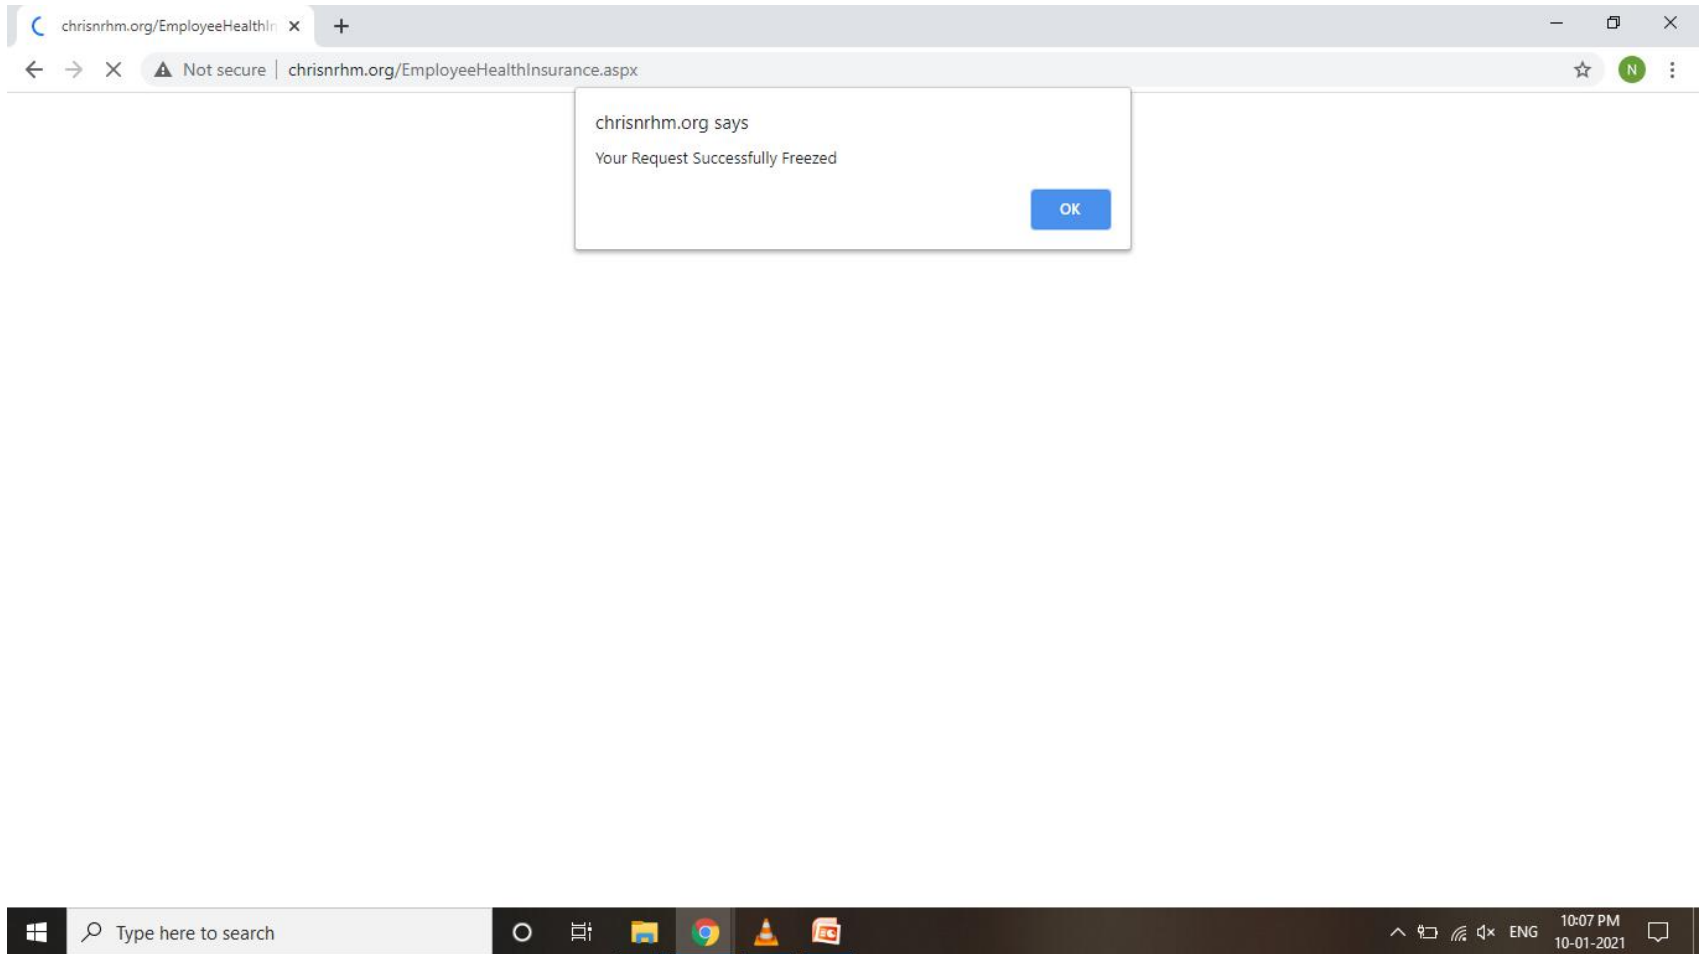 chrisnrhm.org/EmployeeHealthIn
Not secure | chrisnrhm.org/EmployeeHealthInsurance.aspx
N
chrisnrhm.org says
Your Request Successfully Freezed
OK
Type here to search
ENG
10:07 PM
10-01-2021